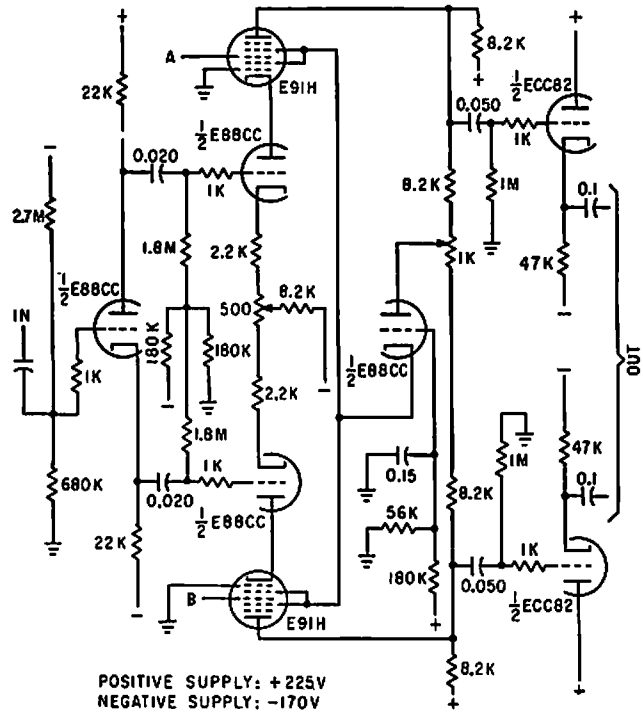 +
A
22K
E91H
8.2K
+
1/2 ECC82
+
1/2 E88CC
0.020
1K
0.050
1K
-
2.7M
8.2K
1M
0.1
1.8M
2.2K
1K
47K
1/2 E88CC
8.2K
500
IN
180K
180K
1/2 E88CC
-
OUT
1K
-
-
2.2K
-
1.8M
47K
0.15
1M
0.1
680K
1K
8.2K
0.020
1/2 E88CC
56K
1K
22K
0.050
180K
1/2 ECC82
B
-
E91H
+
8.2K
POSITIVE SUPPLY: +225V
NEGATIVE SUPPLY: -170V
+
+